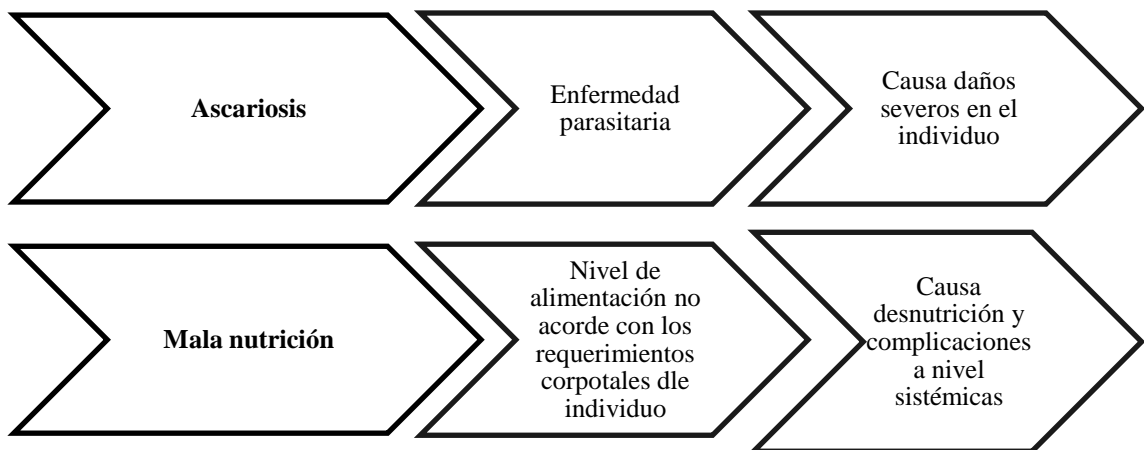 Ascariosis
Enfermedad
parasitaria
Causa daños
severos en el
individuo
Mala nutrición
Nivel de
alimentación no
acorde con los
requerimientos
corpotales dle
individuo
Causa
desnutrición y
complicaciones
a nivel
sistémicas